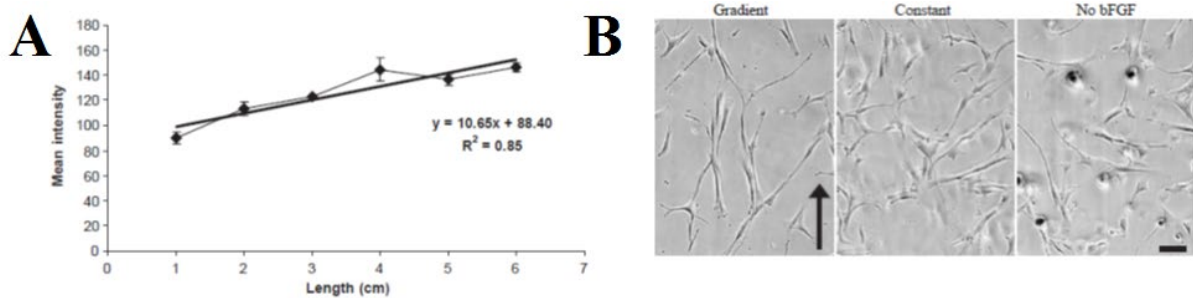 A
Mean intensity
180
160
140
120
100
80
60
40
20
0
y = 10.65x + 88.40
R² = 0.85
0 1 2 3 4 5 6 7
Length (cm)
B
Gradient Constant No bFGF